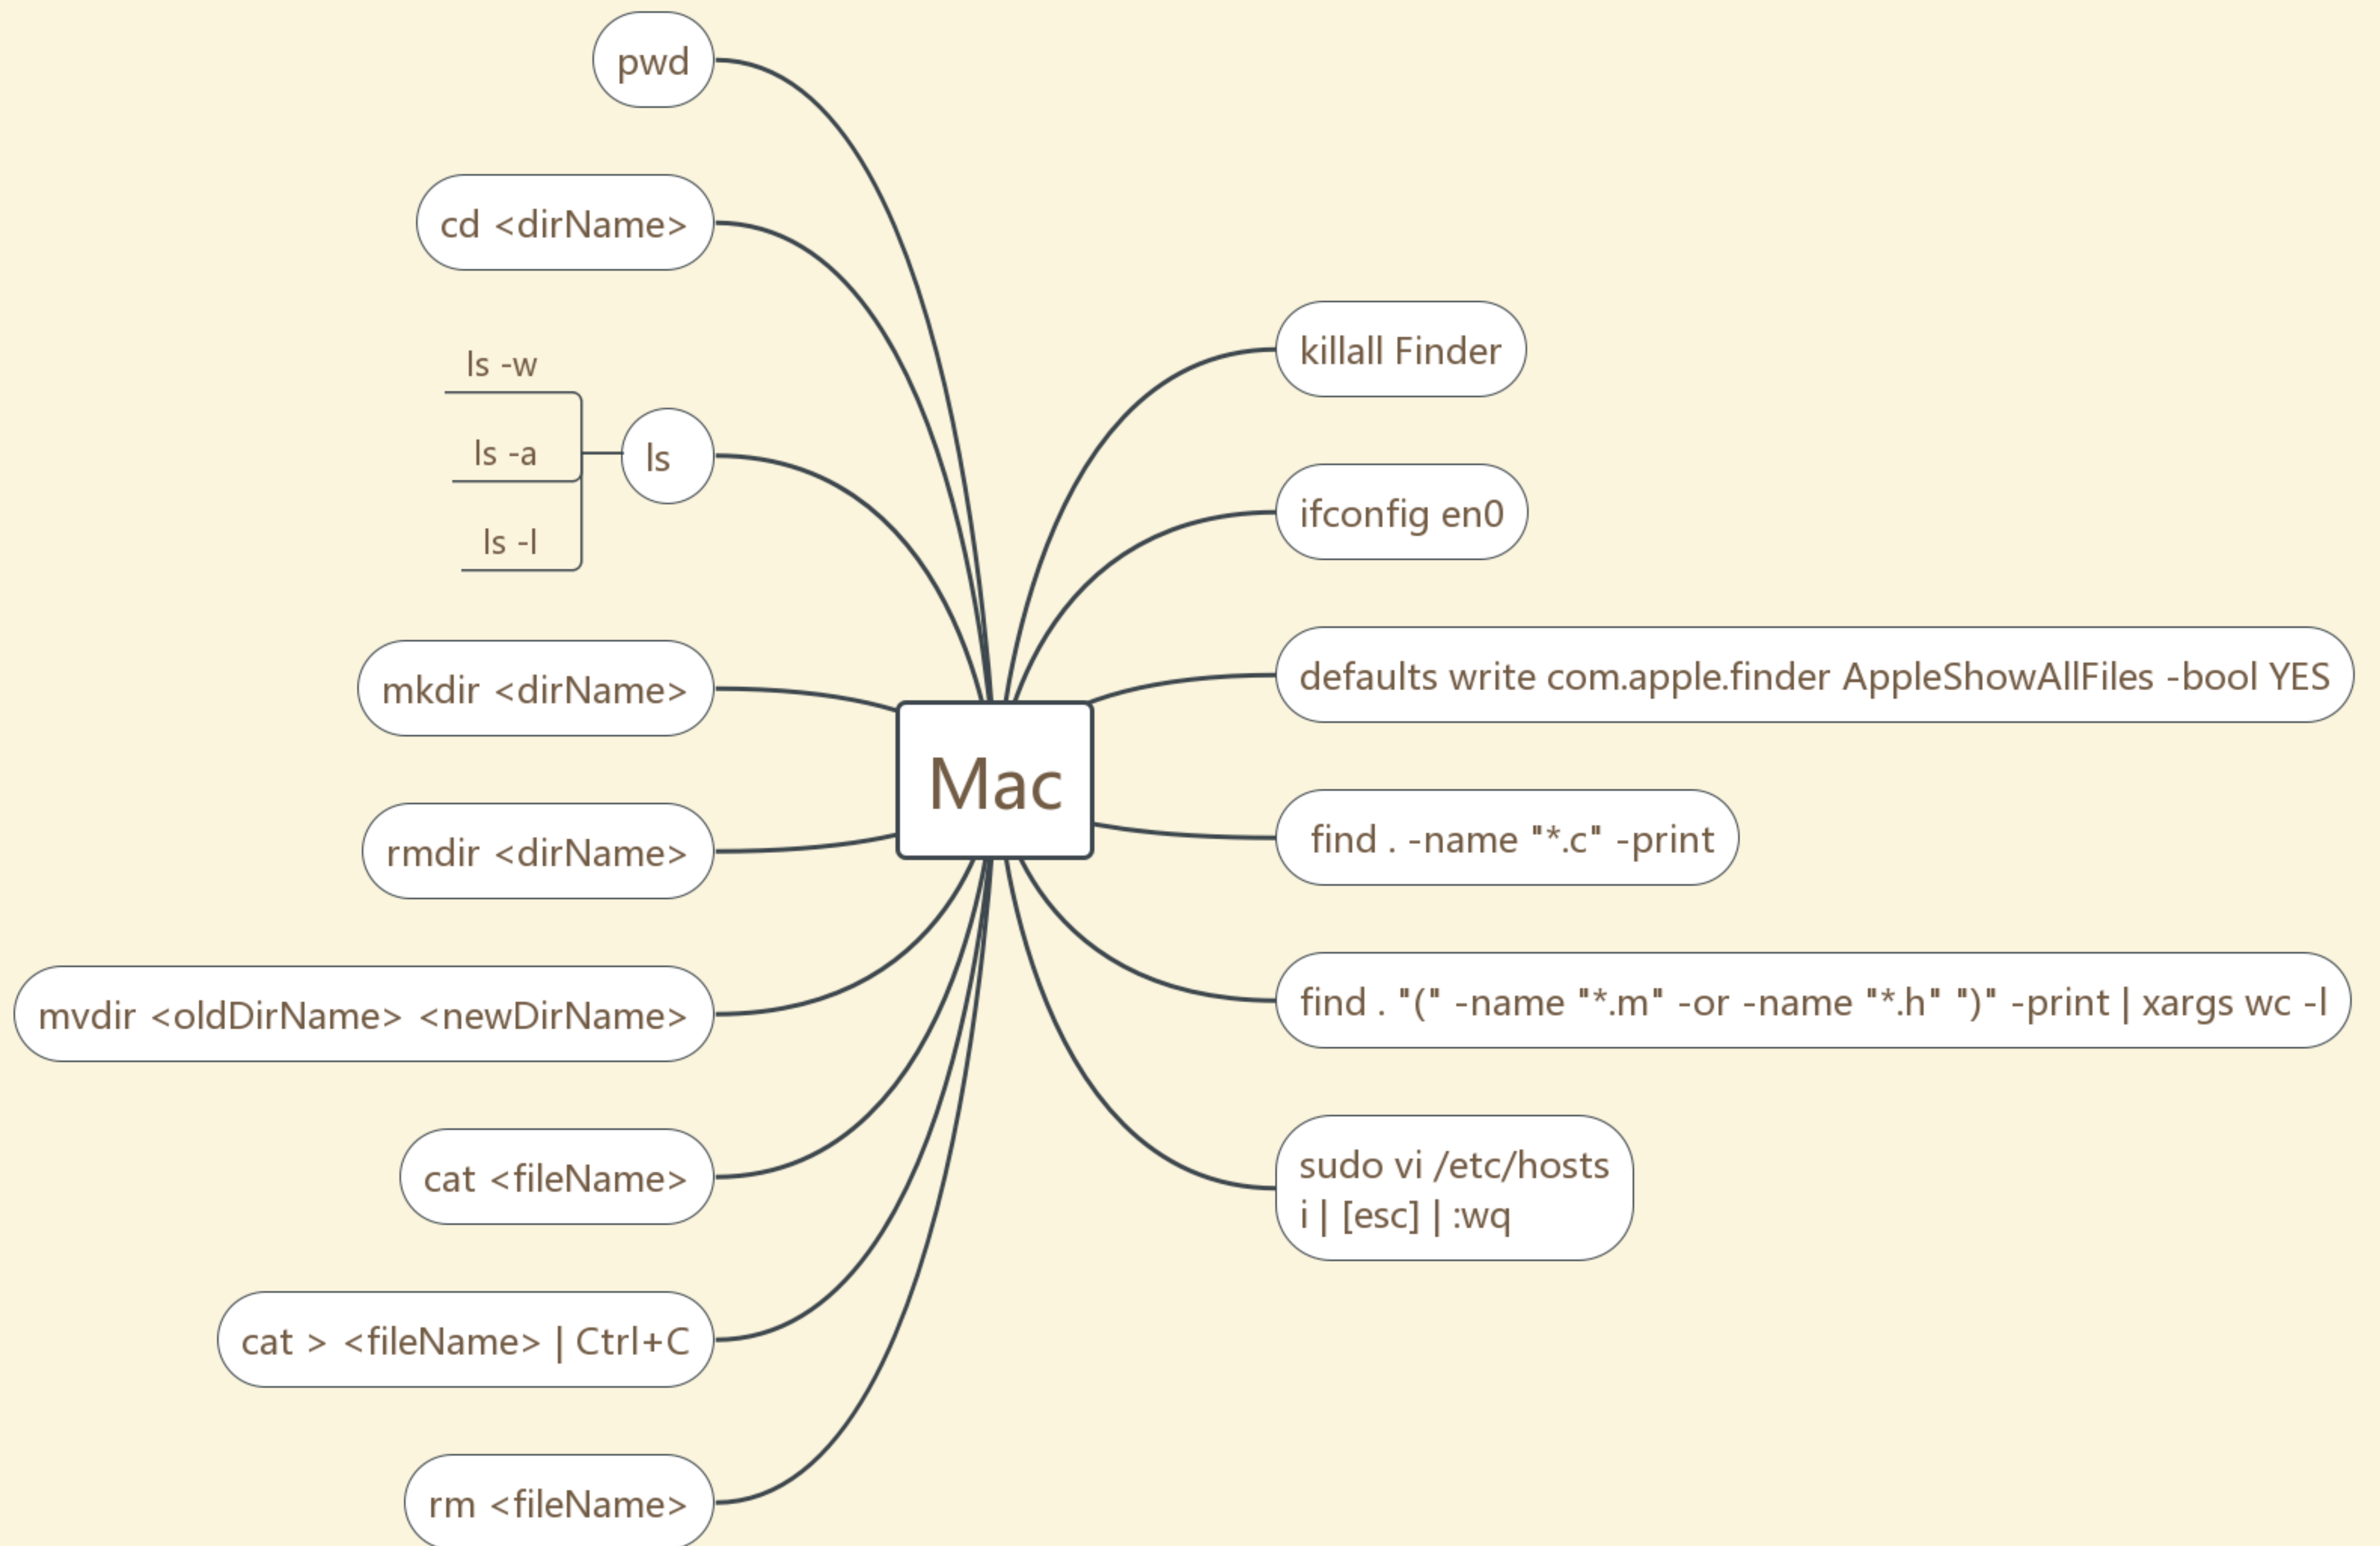 pwd
cd <dirName>
ls -w
ls -a
ls -l
ls
mkdir <dirName>
rmdir <dirName>
mvdir <oldDirName> <newDirName>
cat <fileName>
cat > <fileName> | Ctrl+C
rm <fileName>
Mac
killall Finder
ifconfig en0
defaults write com.apple.finder AppleShowAllFiles -bool YES
find . -name "*.c" -print
find . "(" -name "*.m" -or -name "*.h" ")" -print | xargs wc -l
sudo vi /etc/hosts
i | [esc] | :wq